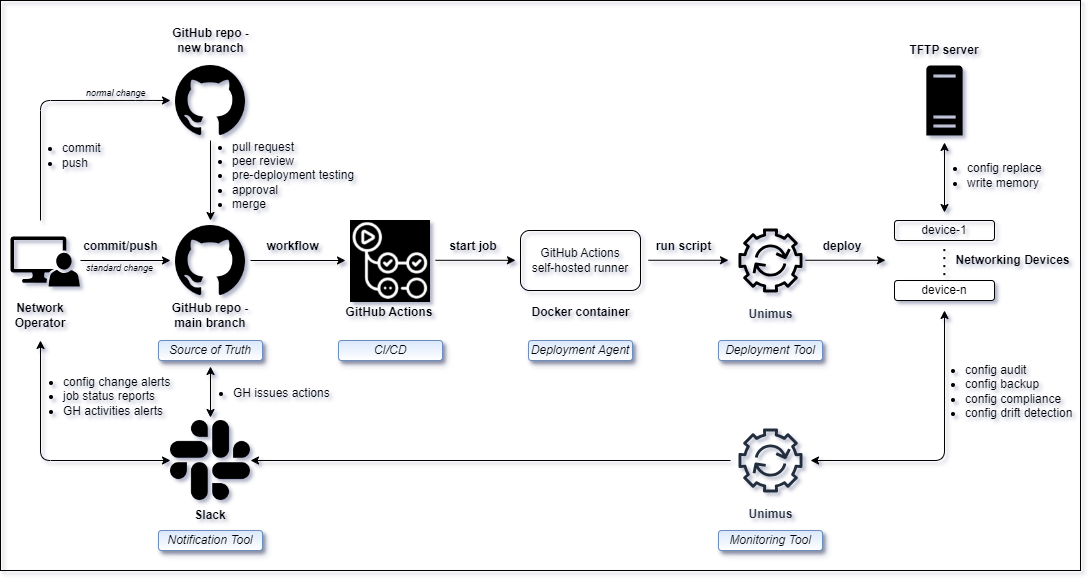 GitHub repo -
new branch
TFTP server
normal change
commit
push
pull request
peer review
pre-deployment testing
approval
merge
config replace
write memory
commit/push
standard change
workflow
start job
GitHub Actions
self-hosted runner
run script
deploy
device-1
Networking Devices
device-n
Network
Operator
GitHub repo -
main branch
GitHub Actions
Docker container
Unimus
Source of Truth
CI/CD
Deployment Agent
Deployment Tool
config change alerts
job status reports
GH activities alerts
GH issues actions
config audit
config backup
config compliance
config drift detection
Slack
Unimus
Notification Tool
Monitoring Tool